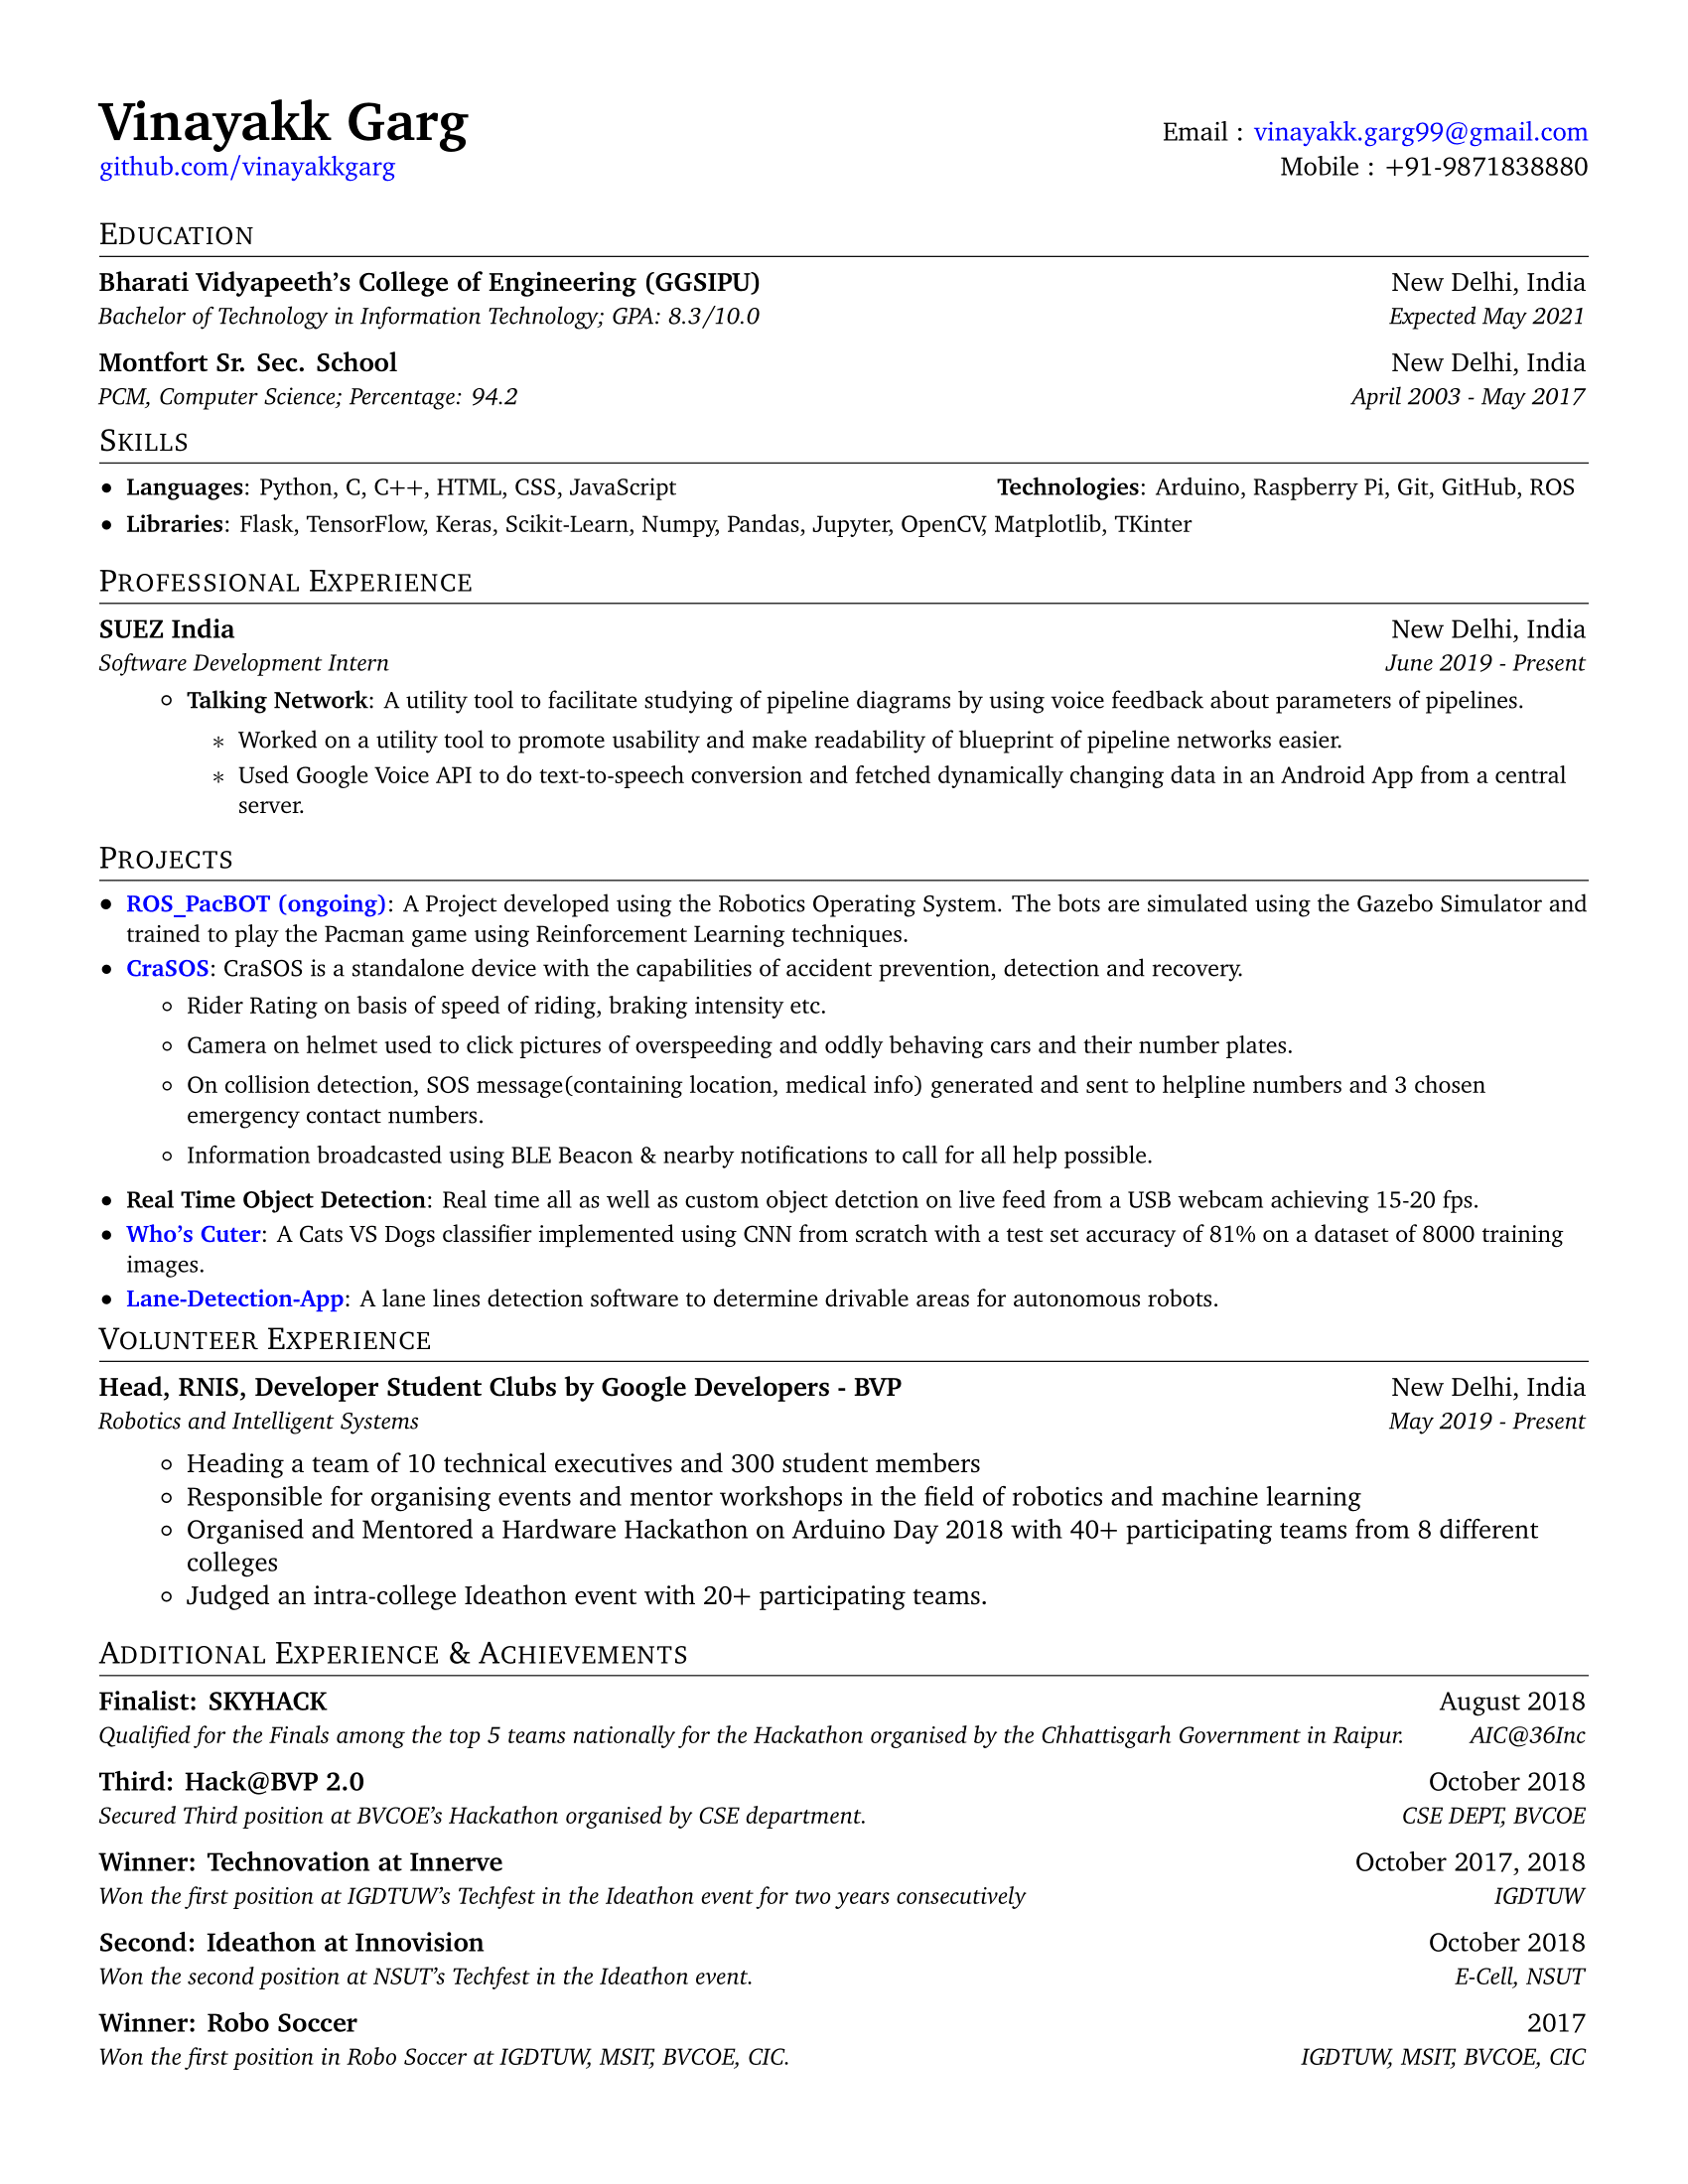 Vinayakk Garg
github.com/vinayakkgarg
Email : vinayakk.garg99@gmail.com
Mobile : +91-9871838880
EDUCATION
Bharati Vidyapeeth's College of Engineering (GGSIPU) New Delhi, India
Bachelor of Technology in Information Technology; GPA: 8.3/10.0 Expected May 2021
Montfort Sr. Sec. School New Delhi, India
PCM, Computer Science; Percentage: 94.2 April 2003 - May 2017
SKILLS
• Languages: Python, C, C++, HTML, CSS, JavaScript Technologies: Arduino, Raspberry Pi, Git, GitHub, ROS
• Libraries: Flask, TensorFlow, Keras, Scikit-Learn, Numpy, Pandas, Jupyter, OpenCV, Matplotlib, TKinter
PROFESSIONAL EXPERIENCE
SUEZ India New Delhi, India
Software Development Intern June 2019 - Present
◦ Talking Network: A utility tool to facilitate studying of pipeline diagrams by using voice feedback about parameters of pipelines.
* Worked on a utility tool to promote usability and make readability of blueprint of pipeline networks easier.
* Used Google Voice API to do text-to-speech conversion and fetched dynamically changing data in an Android App from a central
server.
PROJECTS
• ROS_PacBOT (ongoing): A Project developed using the Robotics Operating System. The bots are simulated using the Gazebo Simulator and
trained to play the Pacman game using Reinforcement Learning techniques.
• CraSOS: CraSOS is a standalone device with the capabilities of accident prevention, detection and recovery.
◦ Rider Rating on basis of speed of riding, braking intensity etc.
◦ Camera on helmet used to click pictures of overspeeding and oddly behaving cars and their number plates.
◦ On collision detection, SOS message(containing location, medical info) generated and sent to helpline numbers and 3 chosen
emergency contact numbers.
◦ Information broadcasted using BLE Beacon & nearby notifications to call for all help possible.
• Real Time Object Detection: Real time all as well as custom object detction on live feed from a USB webcam achieving 15-20 fps.
• Who's Cuter: A Cats VS Dogs classifier implemented using CNN from scratch with a test set accuracy of 81% on a dataset of 8000 training
images.
• Lane-Detection-App: A lane lines detection software to determine drivable areas for autonomous robots.
VOLUNTEER EXPERIENCE
Head, RNIS, Developer Student Clubs by Google Developers - BVP New Delhi, India
Robotics and Intelligent Systems May 2019 - Present
◦ Heading a team of 10 technical executives and 300 student members
◦ Responsible for organising events and mentor workshops in the field of robotics and machine learning
◦ Organised and Mentored a Hardware Hackathon on Arduino Day 2018 with 40+ participating teams from 8 different
colleges
◦ Judged an intra-college Ideathon event with 20+ participating teams.
ADDITIONAL EXPERIENCE & ACHIEVEMENTS
Finalist: SKYHACK August 2018
Qualified for the Finals among the top 5 teams nationally for the Hackathon organised by the Chhattisgarh Government in Raipur. AIC@36Inc
Third: Hack@BVP 2.0 October 2018
Secured Third position at BVCOE's Hackathon organised by CSE department. CSE DEPT, BVCOE
Winner: Technovation at Innerve October 2017, 2018
Won the first position at IGDTUW's Techfest in the Ideathon event for two years consecutively IGDTUW
Second: Ideathon at Innovision October 2018
Won the second position at NSUT's Techfest in the Ideathon event. E-Cell, NSUT
Winner: Robo Soccer 2017
Won the first position in Robo Soccer at IGDTUW, MSIT, BVCOE, CIC. IGDTUW, MSIT, BVCOE, CIC